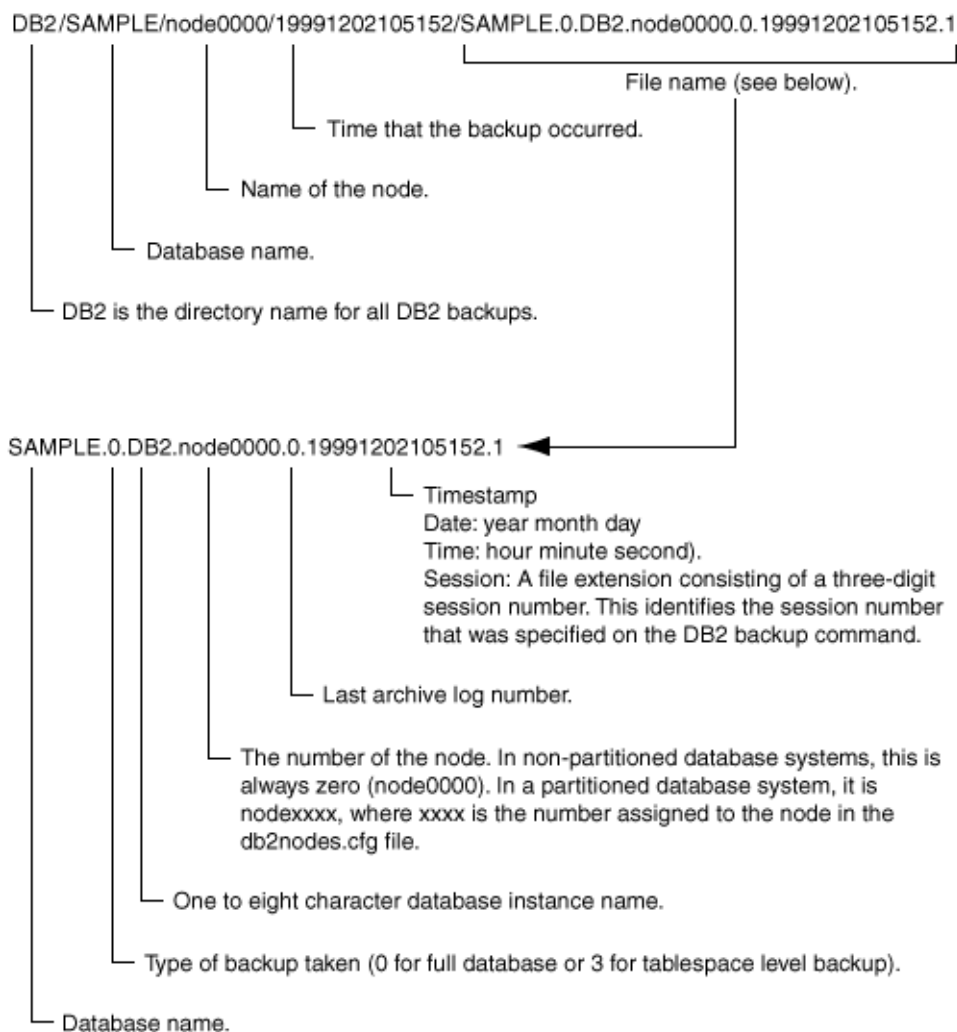 DB2/SAMPLE/node0000/19991202105152/SAMPLE.0.DB2.node0000.0.19991202105152.1
File name (see below).
Time that the backup occurred.
Name of the node.
Database name.
DB2 is the directory name for all DB2 backups.
SAMPLE.0.DB2.node0000.0.19991202105152.1
Timestamp
Date: year month day
Time: hour minute second).
Session: A file extension consisting of a three-digit
session number. This identifies the session number
that was specified on the DB2 backup command.
Last archive log number.
The number of the node. In non-partitioned database systems, this is
always zero (node0000). In a partitioned database system, it is
nodexxxx, where xxxx is the number assigned to the node in the
db2nodes.cfg file.
One to eight character database instance name.
Type of backup taken (0 for full database or 3 for tablespace level backup).
Database name.